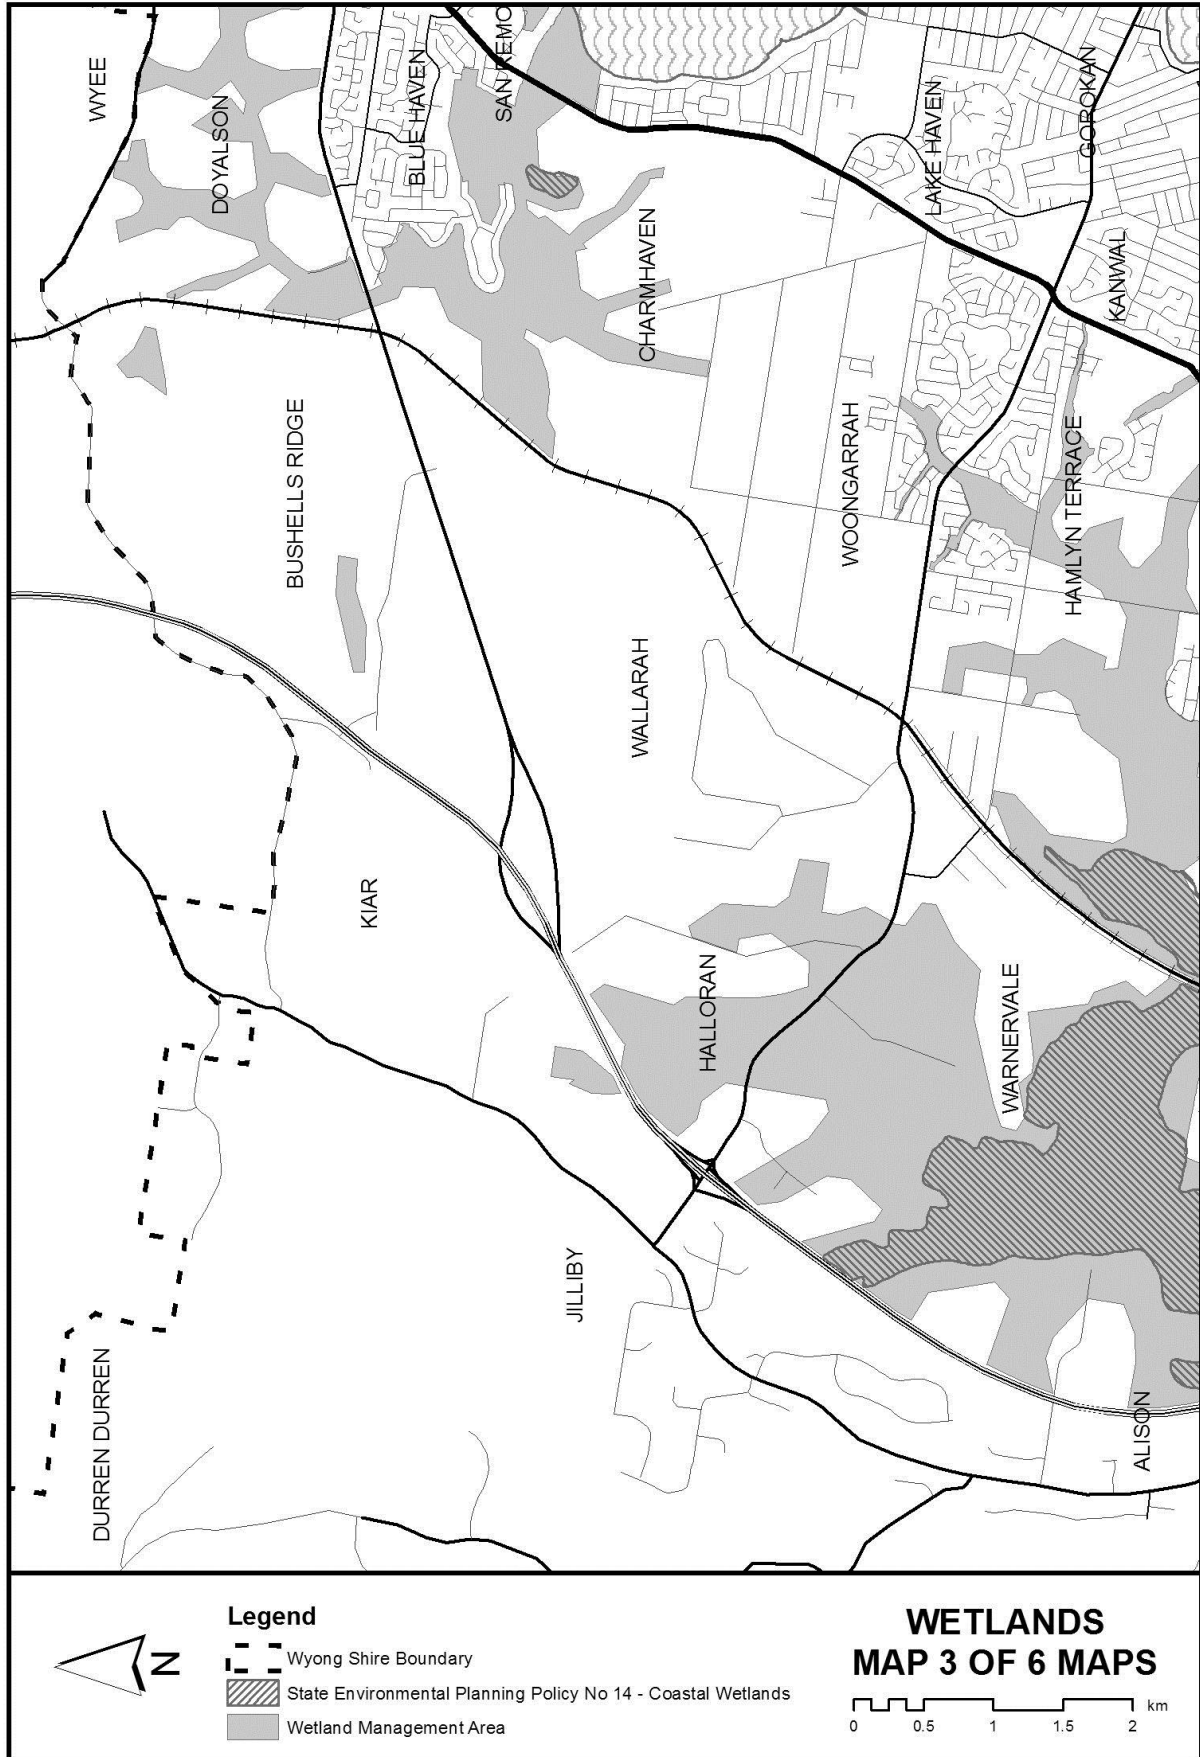 WYEE
DOYALSON
BLUE HAVEN
SAN REMO
CHARMHAVEN
LAKE HAVEN
GOROKAN
KANWAL
BUSHELLS RIDGE
WOONGARRAH
HAMLYN TERRACE
WALLARAH
KIAR
HALLORAN
WARNERVALE
JILLIBY
DURREN DURREN
ALISON
N
Legend
Wyong Shire Boundary
State Environmental Planning Policy No 14 - Coastal Wetlands
Wetland Management Area
WETLANDS
MAP 3 OF 6 MAPS
km
0 0.5 1 1.5 2